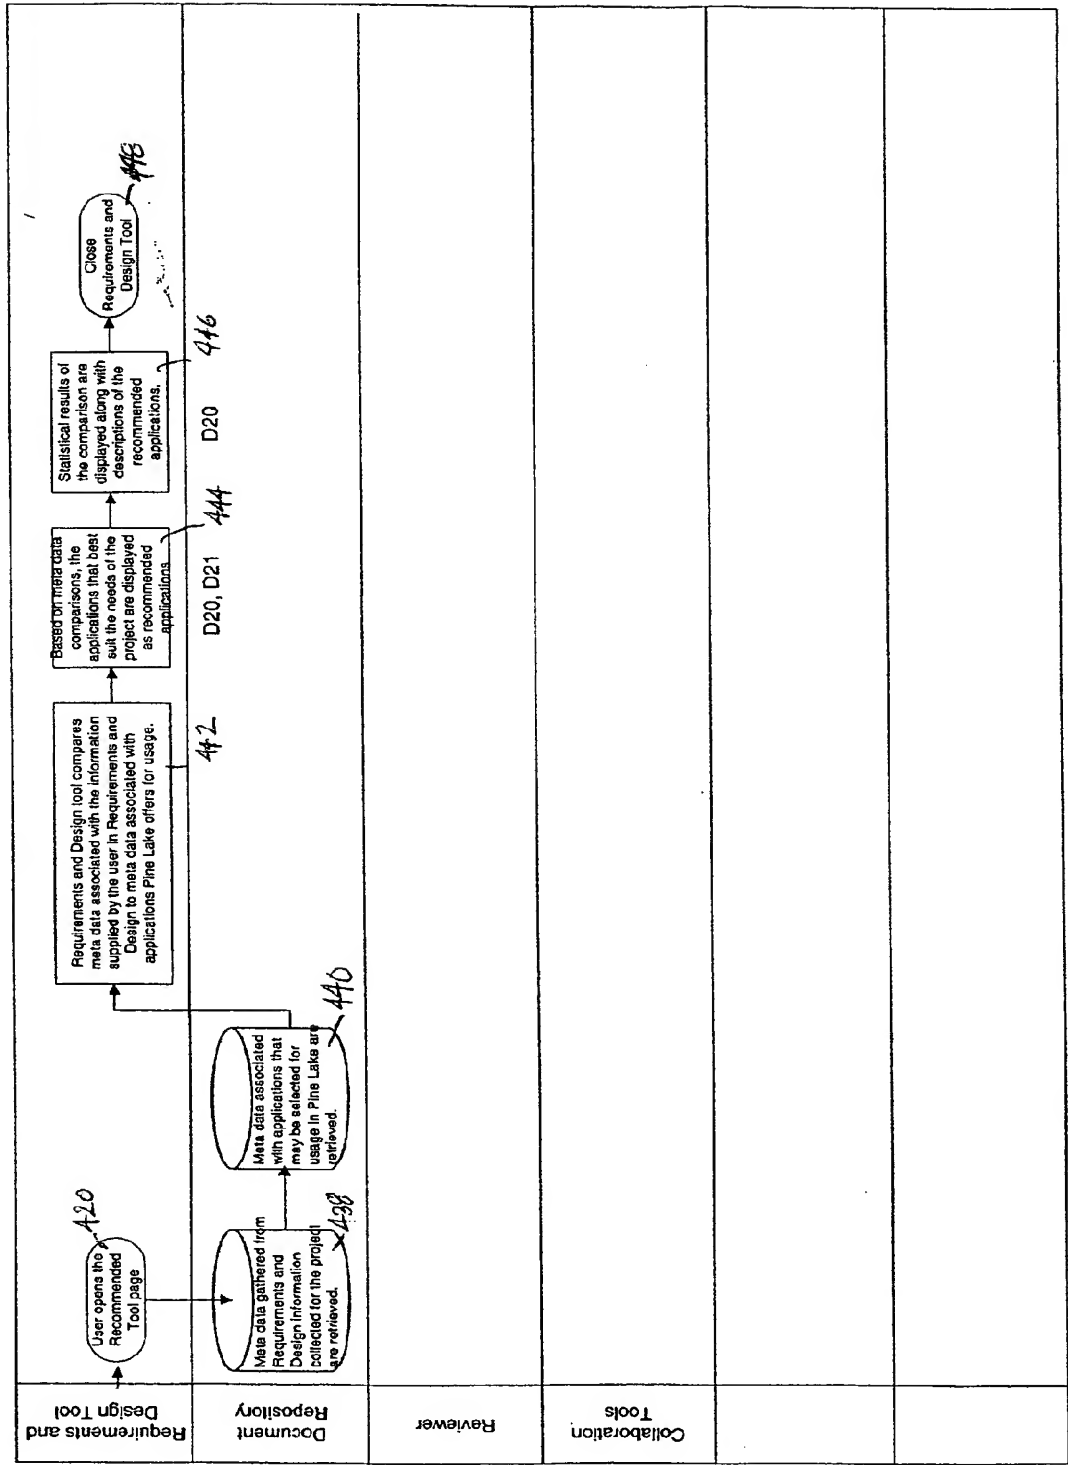 Requirements and
Design Tool
Document
Repository
Reviewer
Collaboration
Tools
User opens the
Recommended
Tool page
420
Meta data gathered from
Requirements and
Design Information
collected for the project
are retrieved.
438
Meta data associated
with applications that
may be selected for
usage in Pine Lake are
retrieved.
440
Requirements and Design tool compares
meta data associated with the information
supplied by the user in Requirements and
Design to meta data associated with
applications Pine Lake offers for usage.
442
Based on meta data
comparisons, the
applications that best
suit the needs of the
project are displayed
as recommended
applications
444
D20, D21
Statistical results of
the comparison are
displayed along with
descriptions of the
recommended
applications.
446
D20
Close
Requirements and
Design Tool
448